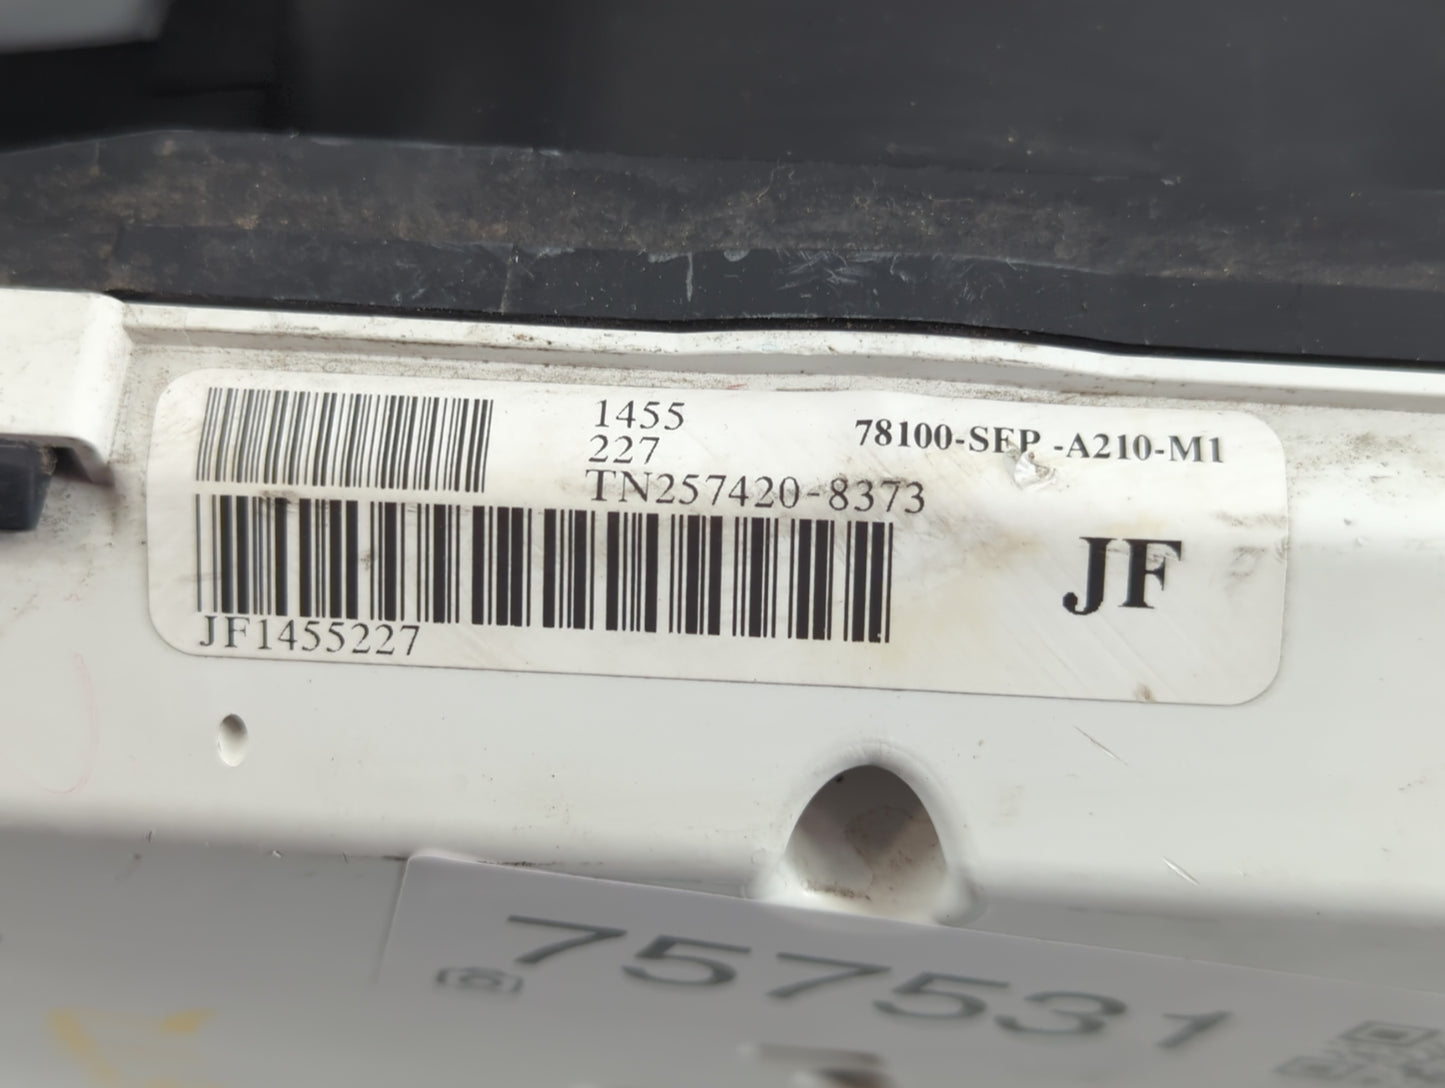 1455
227
78100-SEP -A210-M1
TN257420-8373
JF
JF1455227
757531